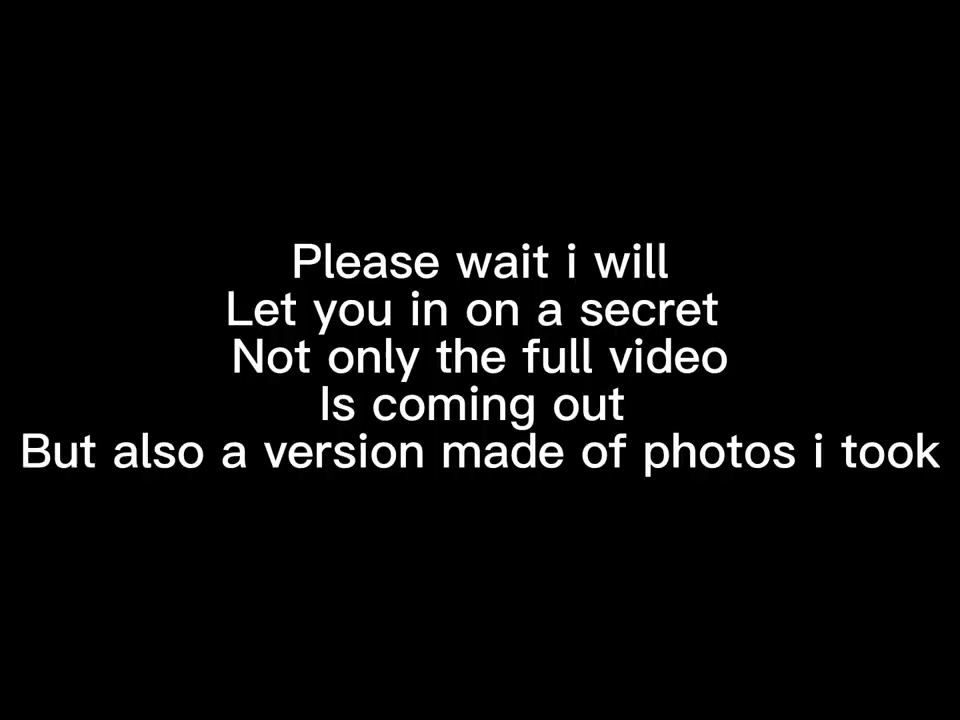 Please wait i will
Let you in on a secret
Not only the full video
Is coming out
But also a version made of photos i took